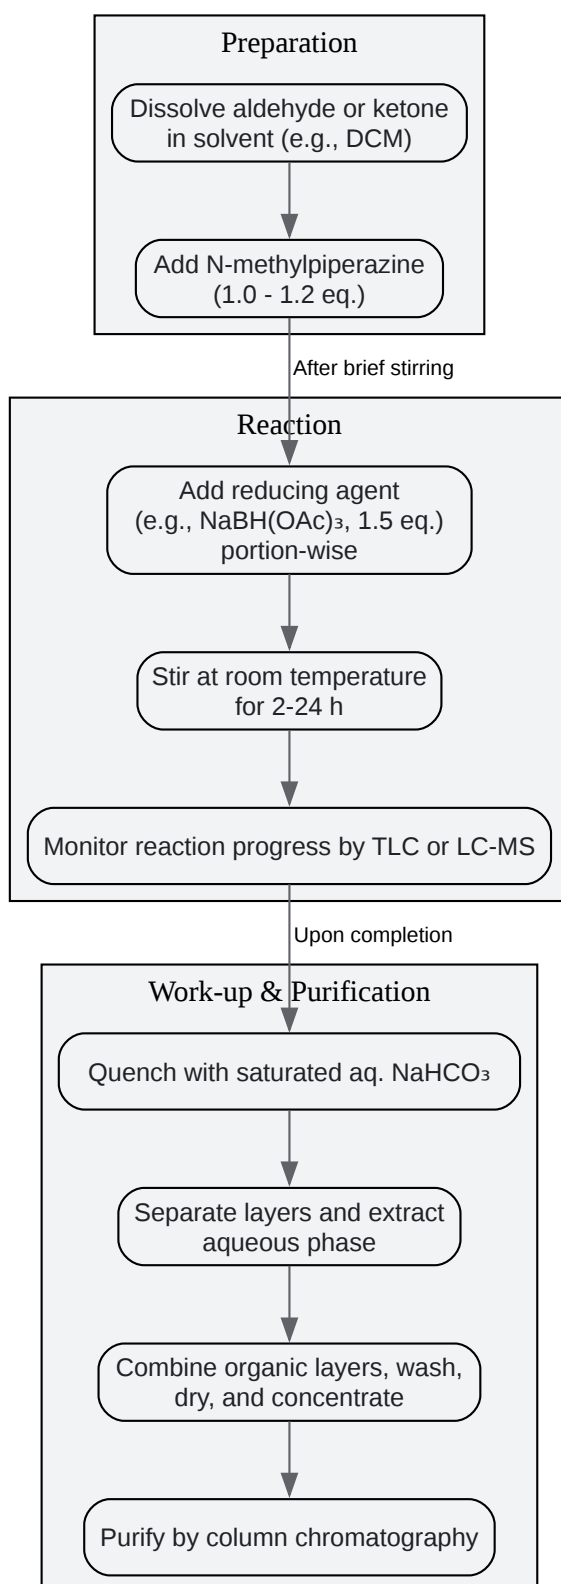 Preparation
Dissolve aldehyde or ketone
in solvent (e.g., DCM)
Add N-methylpiperazine
(1.0 - 1.2 eq.)
After brief stirring
Reaction
Add reducing agent
(e.g., NaBH(OAc)₃, 1.5 eq.)
portion-wise
Stir at room temperature
for 2-24 h
Monitor reaction progress by TLC or LC-MS
Upon completion
Work-up & Purification
Quench with saturated aq. NaHCO₃
Separate layers and extract
aqueous phase
Combine organic layers, wash,
dry, and concentrate
Purify by column chromatography